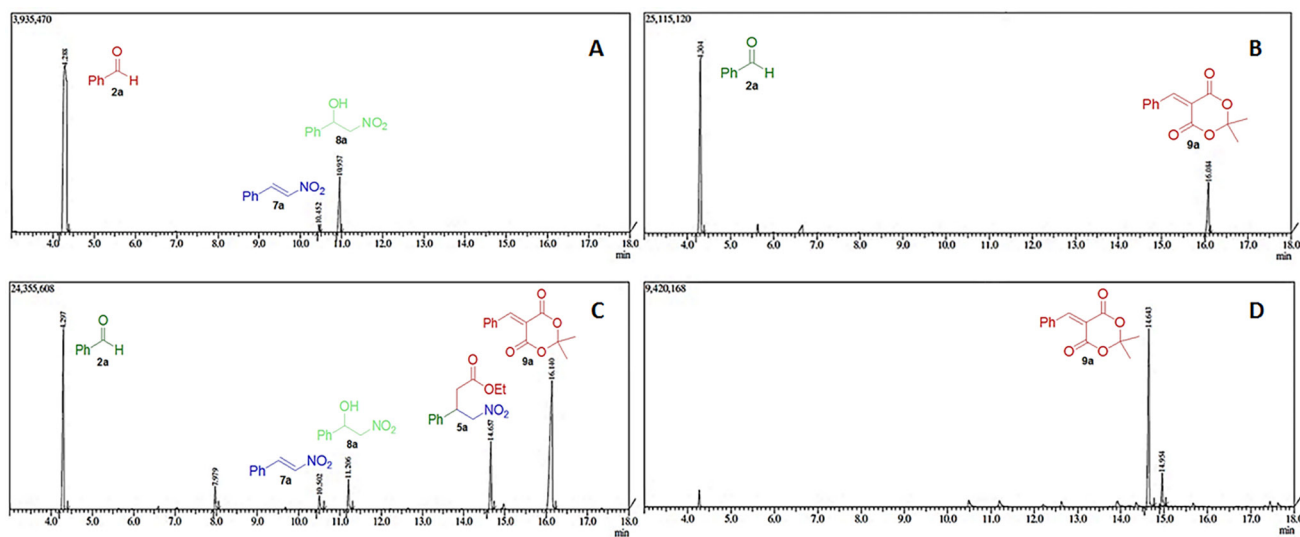 3,935,470
A
4.288
O
Ph
H
2a
OH
Ph
NO2
8a
10.957
Ph
NO2
7a
10.452
4.0 5.0 6.0 7.0 8.0 9.0 10.0 11.0 12.0 13.0 14.0 15.0 16.0 17.0 18.0
min
25,115,120
B
4.304
O
Ph
H
2a
O
Ph
O
O
O
9a
16.084
4.0 5.0 6.0 7.0 8.0 9.0 10.0 11.0 12.0 13.0 14.0 15.0 16.0 17.0 18.0
min
24,355,608
C
4.297
O
Ph
H
2a
7.979
Ph
NO2
7a
10.502
OH
Ph
NO2
8a
11.206
O
OEt
Ph
NO2
5a
14.657
O
Ph
O
O
O
9a
16.140
4.0 5.0 6.0 7.0 8.0 9.0 10.0 11.0 12.0 13.0 14.0 15.0 16.0 17.0 18.0
min
9,420,168
D
O
Ph
O
O
O
9a
14.643
14.954
4.0 5.0 6.0 7.0 8.0 9.0 10.0 11.0 12.0 13.0 14.0 15.0 16.0 17.0 18.0
min